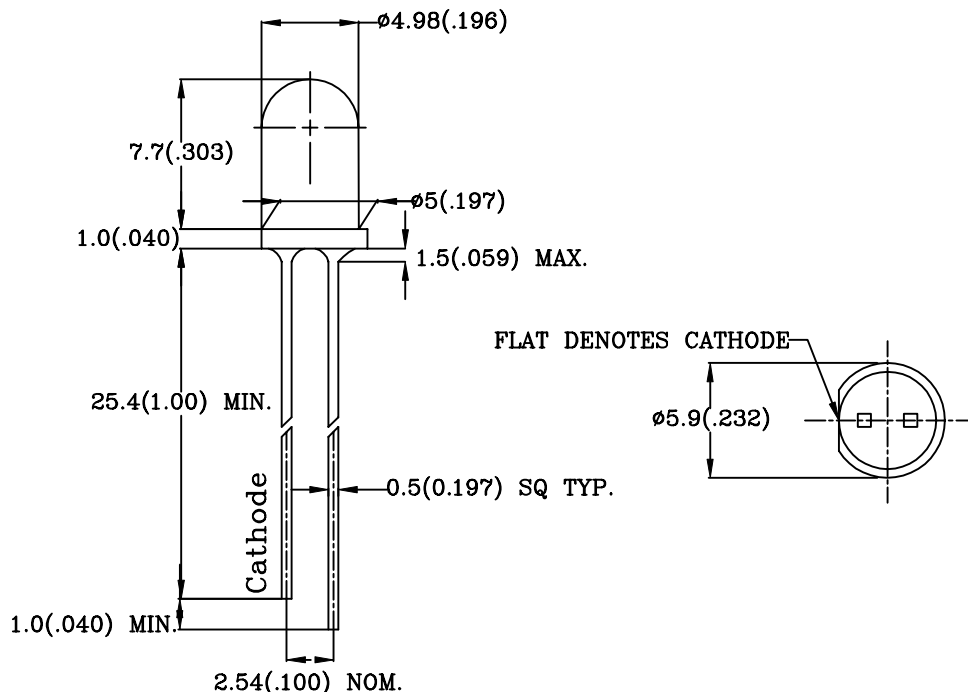 ø4.98(.196)
7.7(.303)
ø5(.197)
1.0(.040)
1.5(.059) MAX.
FLAT DENOTES CATHODE
25.4(1.00) MIN.
ø5.9(.232)
0.5(0.197) SQ TYP.
Cathode
1.0(.040) MIN.
2.54(.100) NOM.